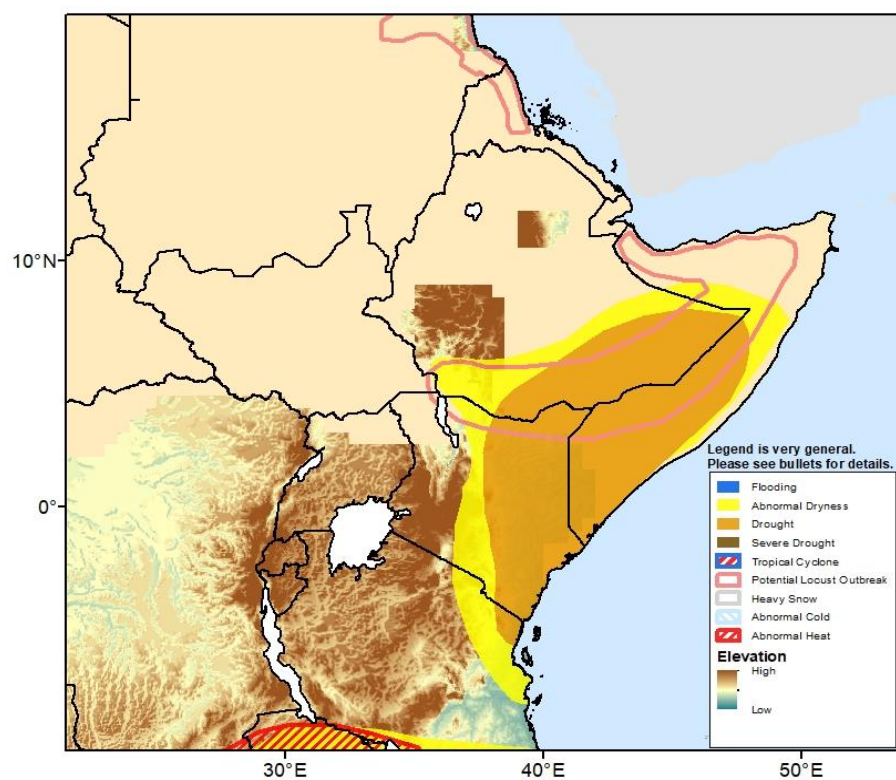 10°N
0°
Legend is very general.
Please see bullets for details.
Flooding
Abnormal Dryness
Drought
Severe Drought
Tropical Cyclone
Potential Locust Outbreak
Heavy Snow
Abnormal Cold
Abnormal Heat
Elevation
High
Low
30°E
40°E
50°E